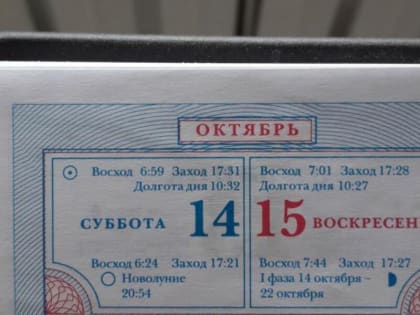 ОКТЯБРЬ
Восход 6:59 Заход 17:31
Долгота дня 10:32
СУББОТА 14
Восход 6:24 Заход 17:21
Новолуние
20:54
Восход 7:01 Заход 17:28
Долгота дня 10:27
15 ВОСКРЕСЕН
Восход 7:44 Заход 17:27
I фаза 14 октября –
22 октября